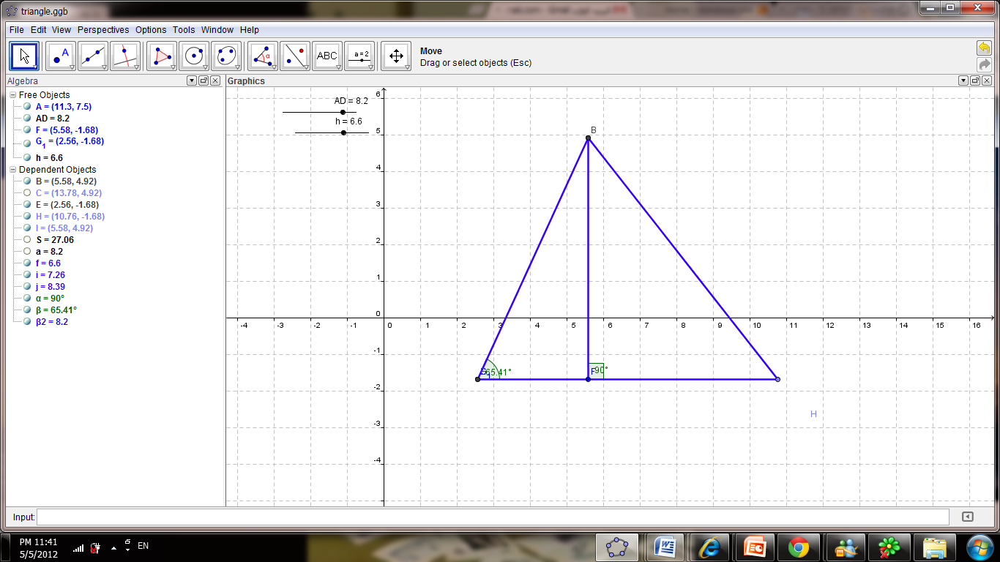 triangle.ggb
File Edit View Perspectives Options Tools Window Help
A α ABC a = 2
Move
Drag or select objects (Esc)
Algebra
Graphics
Free Objects
A = (11.3, 7.5)
AD = 8.2
F = (5.58, -1.68)
G1 = (2.56, -1.68)
h = 6.6
Dependent Objects
B = (5.58, 4.92)
C = (13.78, 4.92)
E = (2.56, -1.68)
H = (10.76, -1.68)
I = (5.58, 4.92)
S = 27.06
a = 8.2
f = 6.6
i = 7.26
j = 8.39
α = 90°
β = 65.41°
β2 = 8.2
AD = 8.2
h = 6.6
6
5
4
3
2
1
0
-1
-2
-3
-4
-4 -3 -2 -1 0 1 2 3 4 5 6 7 8 9 10 11 12 13 14 15 16
B
65.41°
F
90°
H
Input:
PM 11:41
5/5/2012
EN